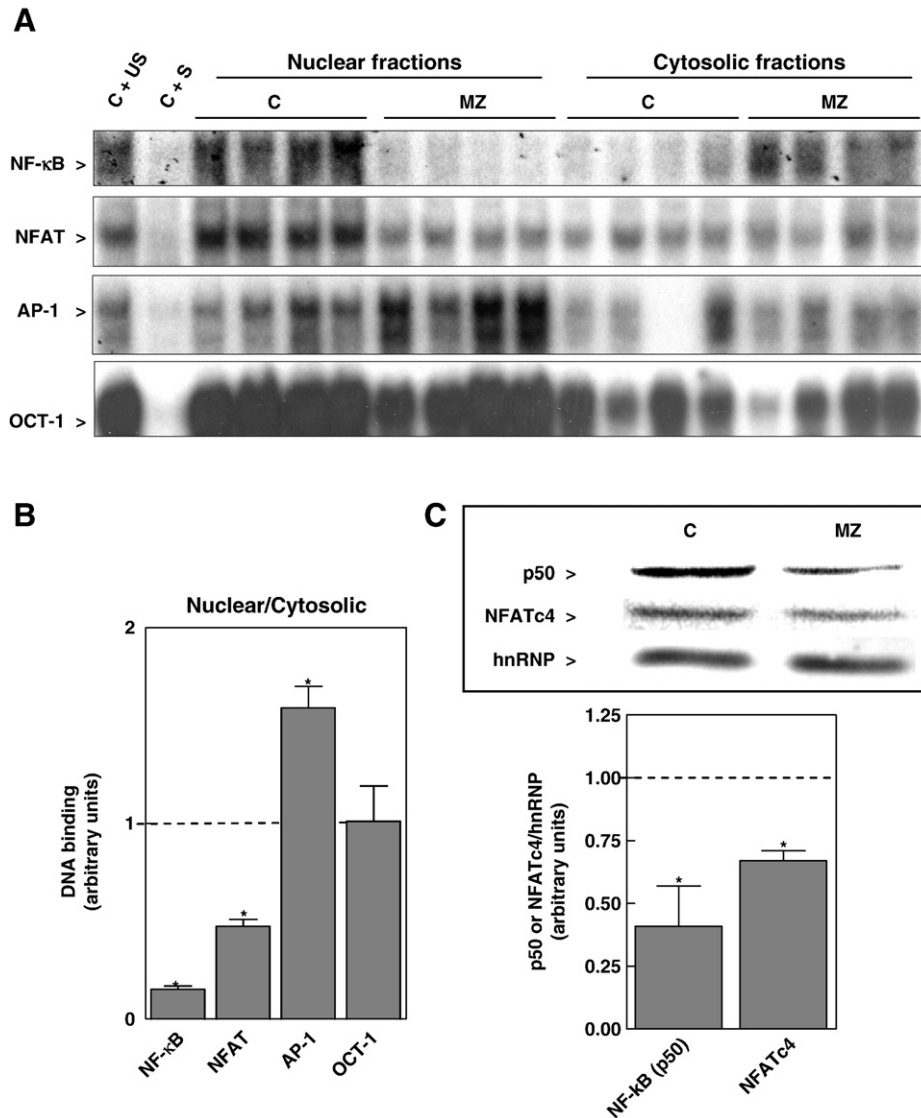 A
C + US
C + S
Nuclear fractions
Cytosolic fractions
C
MZ
C
MZ
NF-κB >
NFAT >
AP-1 >
OCT-1 >
B
Nuclear/Cytosolic
DNA binding
(arbitrary units)
2
1
0
*
*
*
NF-κB
NFAT
AP-1
OCT-1
C
C
MZ
p50 >
NFATc4 >
hnRNP >
p50 or NFATc4/hnRNP
(arbitrary units)
1.25
1.00
0.75
0.50
0.25
0.00
*
*
NF-kB (p50)
NFATc4